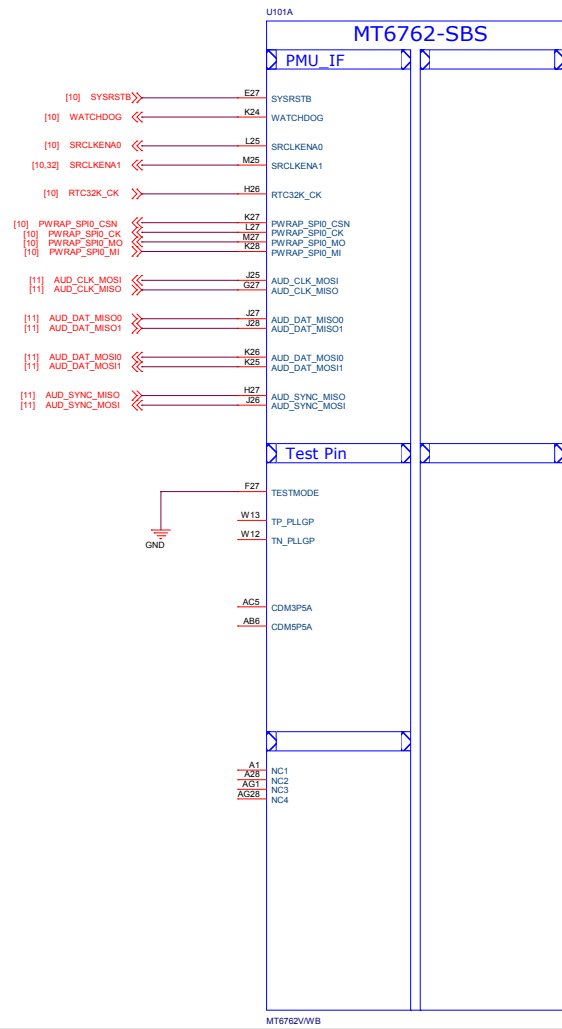 U101A
MT6762-SBS
PMU_IF
[10] SYSRSTB E27 SYSRSTB
[10] WATCHDOG K24 WATCHDOG
[10] SRCLKENA0 L25 SRCLKENA0
[10,32] SRCLKENA1 M25 SRCLKENA1
[10] RTC32K_CK H26 RTC32K_CK
[10] PWRAP_SPI0_CSN K27 PWRAP_SPI0_CSN
[10] PWRAP_SPI0_CK L27 PWRAP_SPI0_CK
[10] PWRAP_SPI0_MO M27 PWRAP_SPI0_MO
[10] PWRAP_SPI0_MI K28 PWRAP_SPI0_MI
[11] AUD_CLK_MOSI J25 AUD_CLK_MOSI
[11] AUD_CLK_MISO G27 AUD_CLK_MISO
[11] AUD_DAT_MISO0 J27 AUD_DAT_MISO0
[11] AUD_DAT_MISO1 J28 AUD_DAT_MISO1
[11] AUD_DAT_MOSI0 K26 AUD_DAT_MOSI0
[11] AUD_DAT_MOSI1 K25 AUD_DAT_MOSI1
[11] AUD_SYNC_MISO H27 AUD_SYNC_MISO
[11] AUD_SYNC_MOSI J26 AUD_SYNC_MOSI
Test Pin
F27 TESTMODE
W13 TP_PLLGP
W12 TN_PLLGP
GND
AC5 CDM3P5A
AB6 CDM5P5A
A1 NC1
A28 NC2
AG1 NC3
AG28 NC4
MT6762V/WB